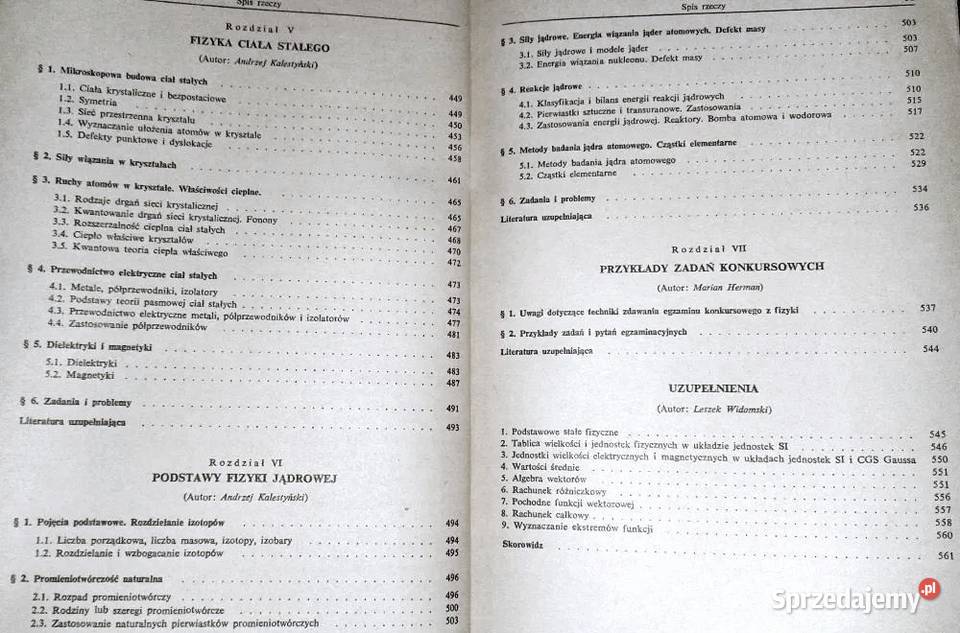 Spis rzeczy
Rozdział V
FIZYKA CIAŁA STAŁEGO
(Autor: Andrzej Kalestyński)
§ 1. Mikroskopowa budowa ciał stałych 449
1.1. Ciała krystaliczne i bezpostaciowe 449
1.2. Symetria 450
1.3. Sieć przestrzenna kryształu 453
1.4. Wyznaczanie ułożenia atomów w krysztale 456
1.5. Defekty punktowe i dyslokacje 458
§ 2. Siły wiązania w kryształach 461
§ 3. Ruchy atomów w krysztale. Właściwości cieplne. 465
3.1. Rodzaje drgań sieci krystalicznej 465
3.2. Kwantowanie drgań sieci krystalicznej. Fonony 467
3.3. Rozszerzalność cieplna ciał stałych 468
3.4. Ciepło właściwe kryształów 470
3.5. Kwantowa teoria ciepła właściwego 472
§ 4. Przewodnictwo elektryczne ciał stałych 473
4.1. Metale, półprzewodniki, izolatory 473
4.2. Podstawy teorii pasmowej ciał stałych 474
4.3. Przewodnictwo elektryczne metali, półprzewodników i izolatorów 477
4.4. Zastosowanie półprzewodników 481
§ 5. Dielektryki i magnetyki 483
5.1. Dielektryki 483
5.2. Magnetyki 487
§ 6. Zadania i problemy 491
Literatura uzupełniająca 493
Rozdział VI
PODSTAWY FIZYKI JĄDROWEJ
(Autor: Andrzej Kalestyński)
§ 1. Pojęcia podstawowe. Rozdzielanie izotopów 494
1.1. Liczba porządkowa, liczba masowa, izotopy, izobary 494
1.2. Rozdzielanie i wzbogacanie izotopów 495
§ 2. Promieniotwórczość naturalna 496
2.1. Rozpad promieniotwórczy 496
2.2. Rodziny lub szeregi promieniotwórcze 500
2.3. Zastosowanie naturalnych pierwiastków promieniotwórczych 503
Spis rzeczy
§ 3. Siły jądrowe. Energia wiązania jąder atomowych. Defekt masy 503
3.1. Siły jądrowe i modele jąder 503
3.2. Energia wiązania nukleonu. Defekt masy 507
§ 4. Reakcje jądrowe 510
4.1. Klasyfikacja i bilans energii reakcji jądrowych 510
4.2. Pierwiastki sztuczne i transuranowe. Zastosowania 515
4.3. Zastosowania energii jądrowej. Reaktory. Bomba atomowa i wodorowa 517
§ 5. Metody badania jądra atomowego. Cząstki elementarne 522
5.1. Metody badania jądra atomowego 522
5.2. Cząstki elementarne 529
§ 6. Zadania i problemy 534
Literatura uzupełniająca 536
Rozdział VII
PRZYKŁADY ZADAŃ KONKURSOWYCH
(Autor: Marian Herman)
§ 1. Uwagi dotyczące techniki zdawania egzaminu konkursowego z fizyki 537
§ 2. Przykłady zadań i pytań egzaminacyjnych 540
Literatura uzupełniająca 544
UZUPEŁNIENIA
(Autor: Leszek Widomski)
1. Podstawowe stałe fizyczne 545
2. Tablica wielkości i jednostek fizycznych w układzie jednostek SI 546
3. Jednostki wielkości elektrycznych i magnetycznych w układach jednostek SI i CGS Gaussa 550
4. Wartości średnie 551
5. Algebra wektorów 551
6. Rachunek różniczkowy 556
7. Pochodne funkcji wektorowej 557
8. Rachunek całkowy 558
9. Wyznaczanie ekstremów funkcji 560
Skorowidz 561
Sprzedajemy.pl